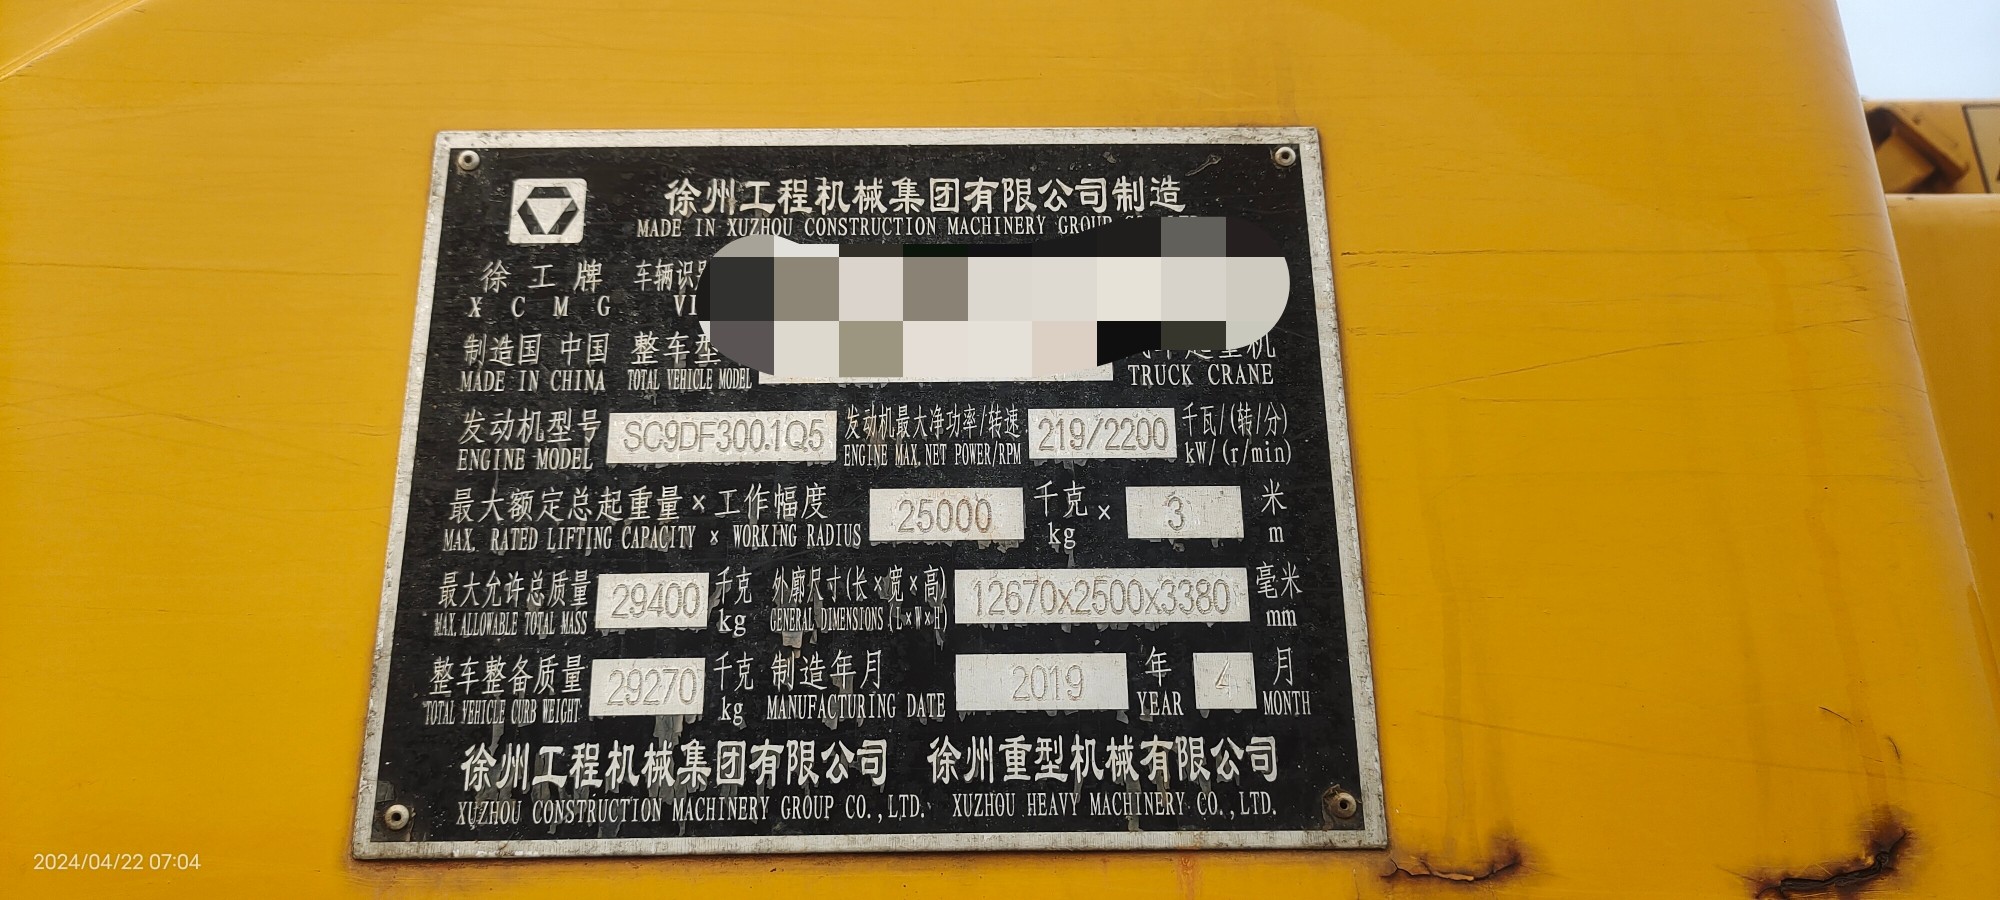 徐州工程机械集团有限公司制造
MADE IN XUZHOU CONSTRUCTION MACHINERY GROUP
徐工牌 车辆识
XCMG
制造国 中国 整车型
MADE IN CHINA TOTAL VEHICLE MODEL TRUCK CRANE
发动机型号 SC9DF300.1Q5 发动机最大净功率/转速 219/2200 千瓦/(转/分)
ENGINE MODEL ENGINE MAX. NET POWER/RPM kW/(r/min)
最大额定总起重量×工作幅度 25000 千克 × 3 米
MAX. RATED LIFTING CAPACITY × WORKING RADIUS kg m
最大允许总质量 29400 千克 外廓尺寸(长×宽×高) 12670x2500x3380 毫米
MAX. ALLOWABLE TOTAL MASS kg GENERAL DIMENSIONS (L×W×H) mm
整车整备质量 29270 千克 制造年月 2019 年 4 月
TOTAL VEHICLE CURB WEIGHT kg MANUFACTURING DATE YEAR MONTH
徐州工程机械集团有限公司 徐州重型机械有限公司
XUZHOU CONSTRUCTION MACHINERY GROUP CO.,LTD. XUZHOU HEAVY MACHINERY CO.,LTD.
2024/04/22 07:04